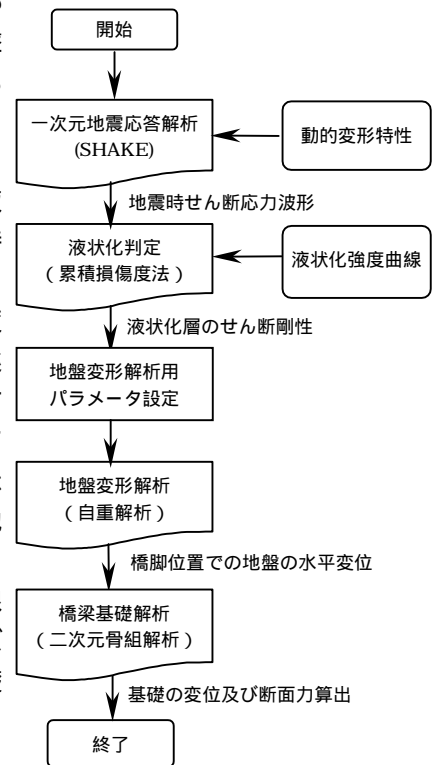 開始
一次元地震応答解析
(SHAKE)
動的変形特性
地震時せん断応力波形
液状化判定
（累積損傷度法）
液状化強度曲線
液状化層のせん断剛性
地盤変形解析用
パラメータ設定
地盤変形解析
（自重解析）
橋脚位置での地盤の水平変位
橋梁基礎解析
（二次元骨組解析）
基礎の変位及び断面力算出
終了